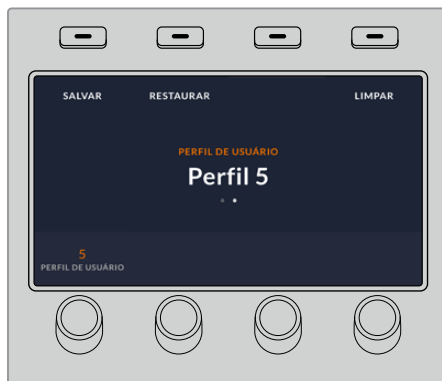 SALVAR RESTAURAR LIMPAR
PERFIL DE USUÁRIO
Perfil 5
5
PERFIL DE USUÁRIO